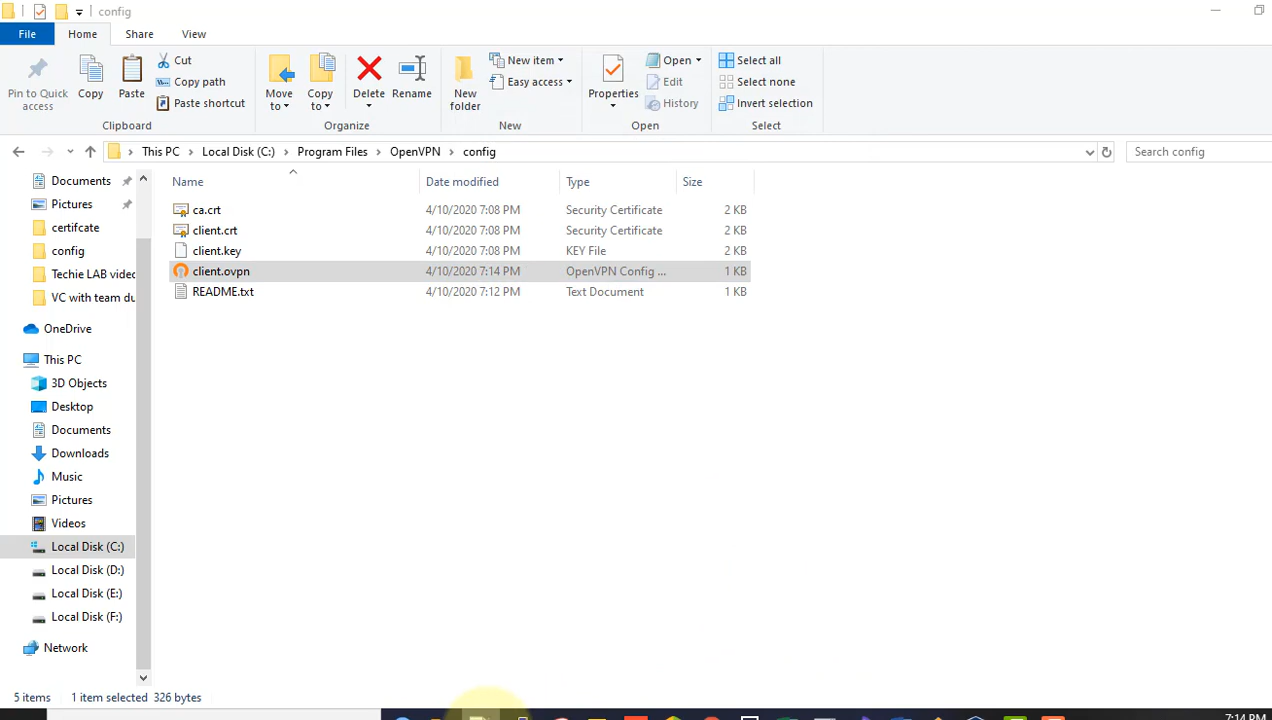 config
File Home Share View
Pin to Quick access
Copy
Paste
Cut
Copy path
Paste shortcut
Move to
Copy to
Delete
Rename
New folder
New item
Easy access
Properties
Open
Edit
History
Select all
Select none
Invert selection
Clipboard Organize New Open Select
This PC Local Disk (C:) Program Files OpenVPN config
Search config
Name Date modified Type Size
ca.crt 4/10/2020 7:08 PM Security Certificate 2 KB
client.crt 4/10/2020 7:08 PM Security Certificate 2 KB
client.key 4/10/2020 7:08 PM KEY File 2 KB
client.ovpn 4/10/2020 7:14 PM OpenVPN Config ... 1 KB
README.txt 4/10/2020 7:12 PM Text Document 1 KB
Documents
Pictures
certifcate
config
Techie LAB video
VC with team du
OneDrive
This PC
3D Objects
Desktop
Documents
Downloads
Music
Pictures
Videos
Local Disk (C:)
Local Disk (D:)
Local Disk (E:)
Local Disk (F:)
Network
5 items 1 item selected 326 bytes
7:14 PM